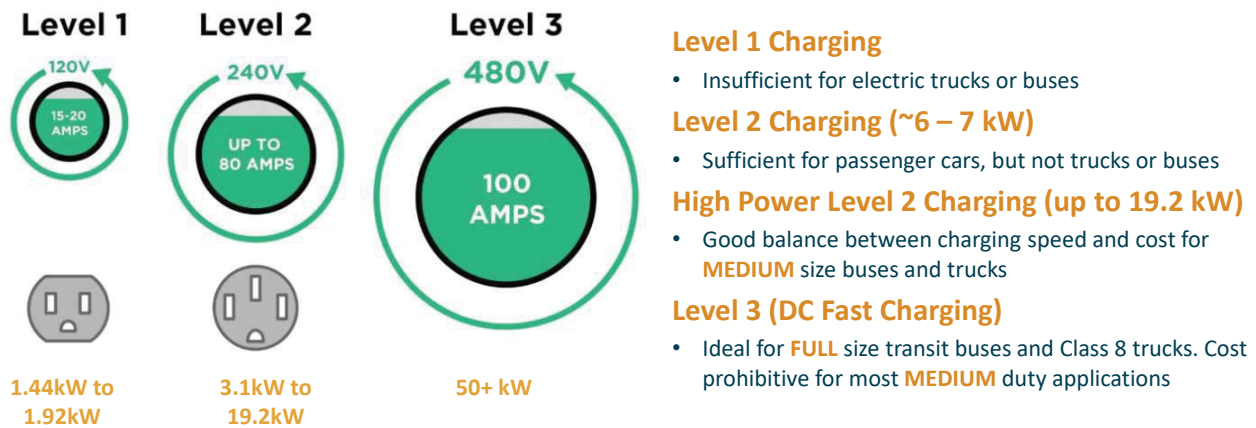 Level 1
120V
15-20
AMPS
1.44kW to
1.92kW
Level 2
240V
UP TO
80 AMPS
3.1kW to
19.2kW
Level 3
480V
100
AMPS
50+ kW
Level 1 Charging
• Insufficient for electric trucks or buses
Level 2 Charging (~6 – 7 kW)
• Sufficient for passenger cars, but not trucks or buses
High Power Level 2 Charging (up to 19.2 kW)
• Good balance between charging speed and cost for
MEDIUM size buses and trucks
Level 3 (DC Fast Charging)
• Ideal for FULL size transit buses and Class 8 trucks. Cost
prohibitive for most MEDIUM duty applications